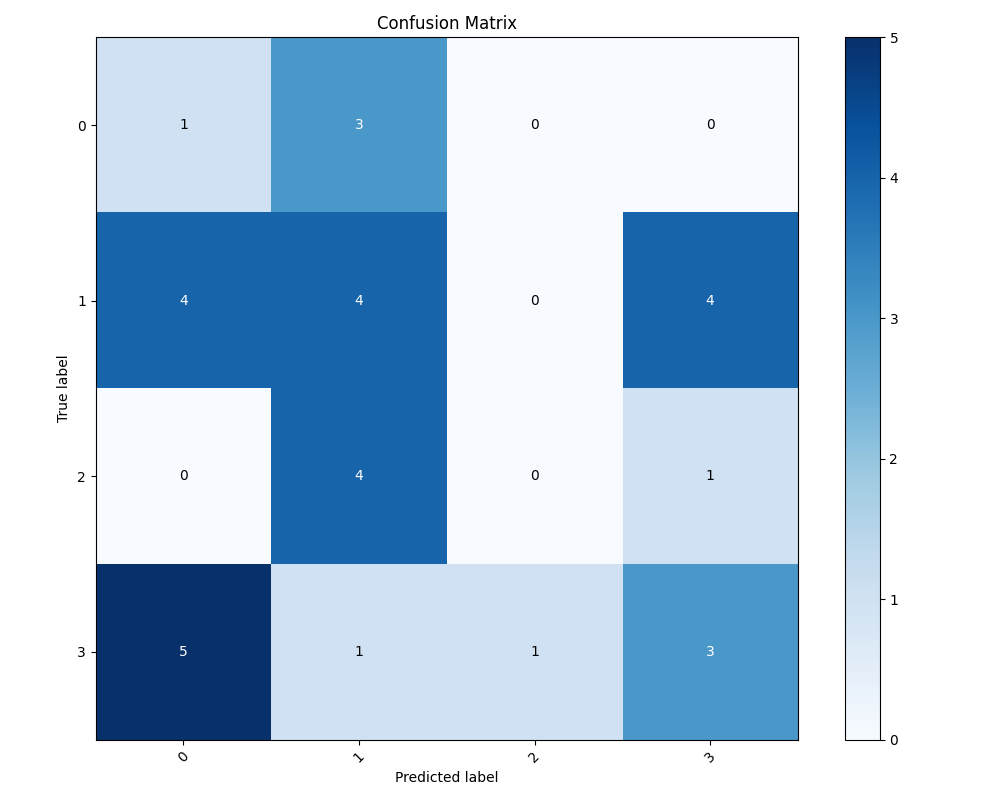 Confusion Matrix
0 1 3 0 0
1 4 4 0 4
2 0 4 0 1
3 5 1 1 3
0 1 2 3
True label
Predicted label
5
4
3
2
1
0